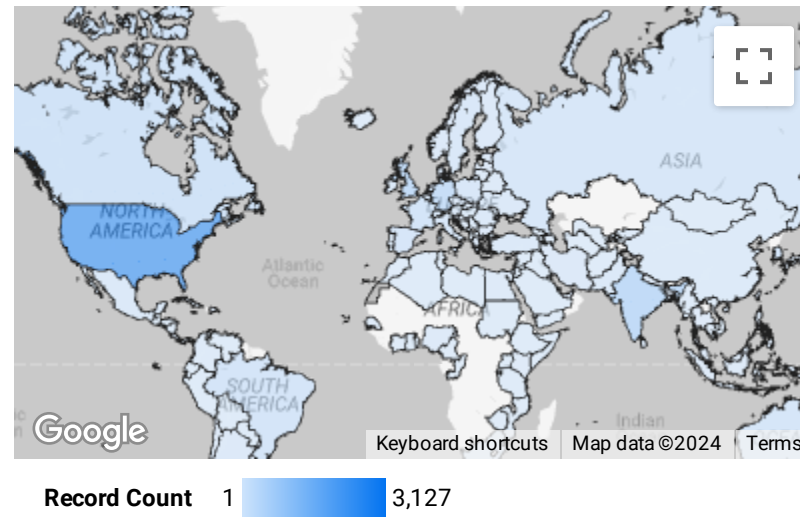 ASIA
NORTH
AMERICA
EUROPE
Atlantic
Ocean
AFRICA
SOUTH
AMERICA
Indian
Google
Keyboard shortcuts
Map data ©2024
Terms
Record Count 1 3,127